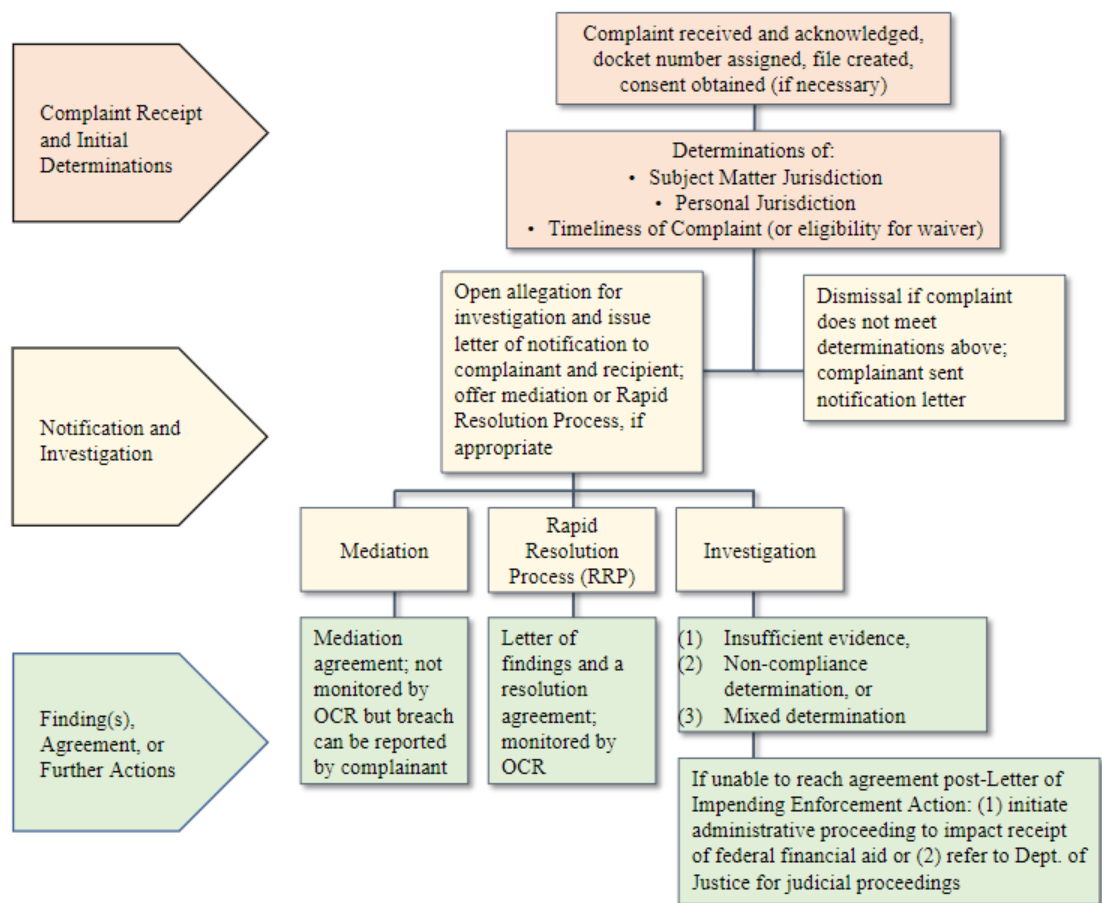 Complaint Receipt
and Initial
Determinations
Complaint received and acknowledged,
docket number assigned, file created,
consent obtained (if necessary)
Determinations of:
• Subject Matter Jurisdiction
• Personal Jurisdiction
• Timeliness of Complaint (or eligibility for waiver)
Notification and
Investigation
Open allegation for
investigation and issue
letter of notification to
complainant and recipient;
offer mediation or Rapid
Resolution Process, if
appropriate
Dismissal if complaint
does not meet
determinations above;
complainant sent
notification letter
Mediation
Rapid
Resolution
Process (RRP)
Investigation
Finding(s),
Agreement, or
Further Actions
Mediation
agreement; not
monitored by
OCR but breach
can be reported
by complainant
Letter of
findings and a
resolution
agreement;
monitored by
OCR
(1) Insufficient evidence,
(2) Non-compliance
determination, or
(3) Mixed determination
If unable to reach agreement post-Letter of
Impending Enforcement Action: (1) initiate
administrative proceeding to impact receipt
of federal financial aid or (2) refer to Dept. of
Justice for judicial proceedings